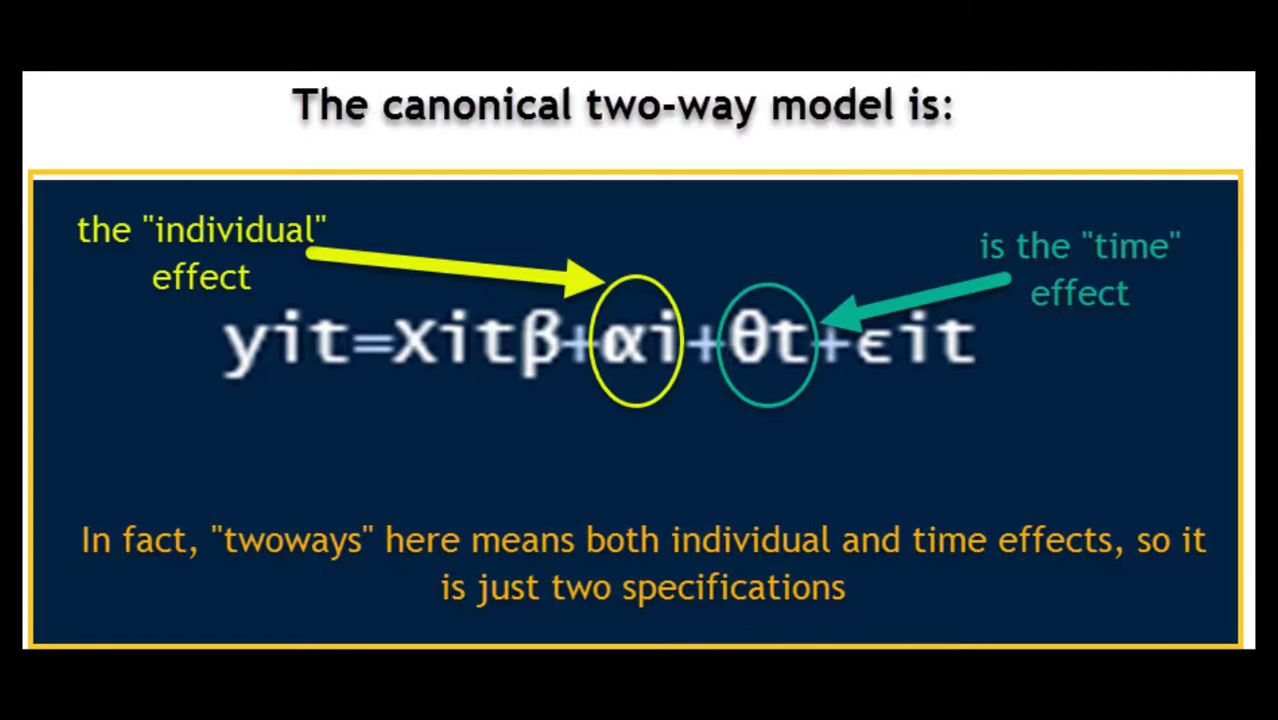 The canonical two-way model is:
the "individual"
effect
is the "time"
effect
yit=xitβ+αi+θt+ϵit
In fact, "twoways" here means both individual and time effects, so it
is just two specifications